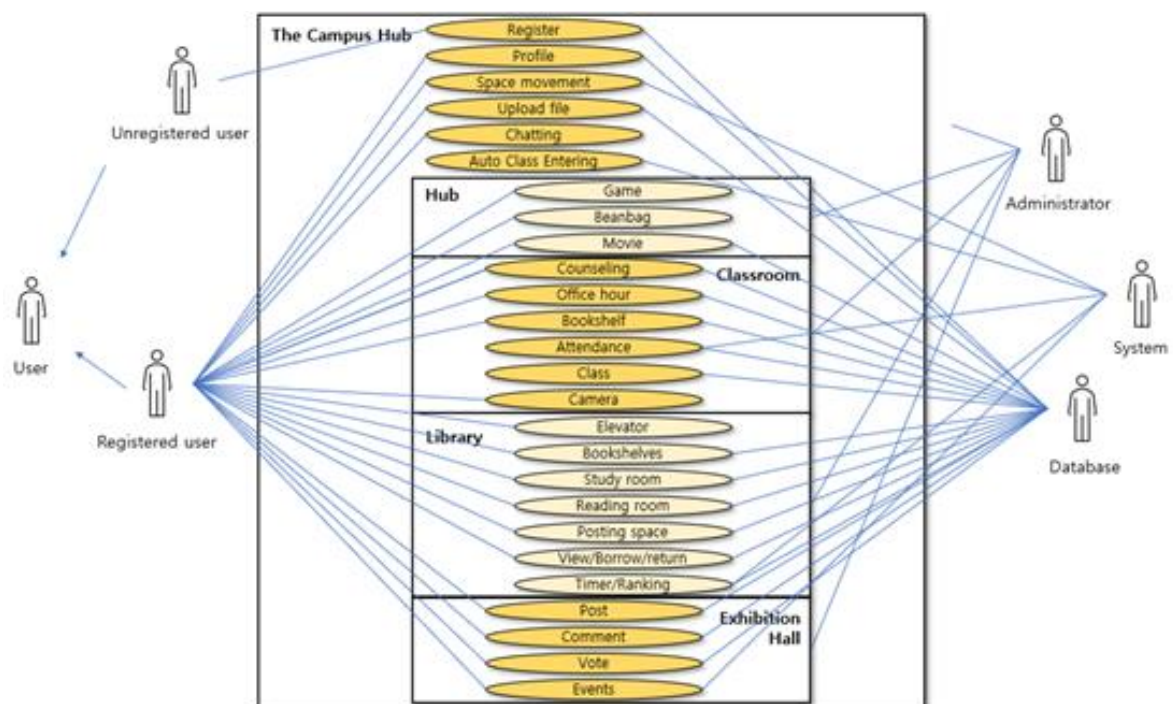 The Campus Hub
Register
Profile
Space movement
Upload file
Chatting
Auto Class Entering
Unregistered user
User
Registered user
Hub
Game
Beanbag
Movie
Classroom
Counseling
Office hour
Bookshelf
Attendance
Class
Camera
Library
Elevator
Bookshelves
Study room
Reading room
Posting space
View/Borrow/return
Timer/Ranking
Exhibition
Hall
Post
Comment
Vote
Events
Administrator
System
Database